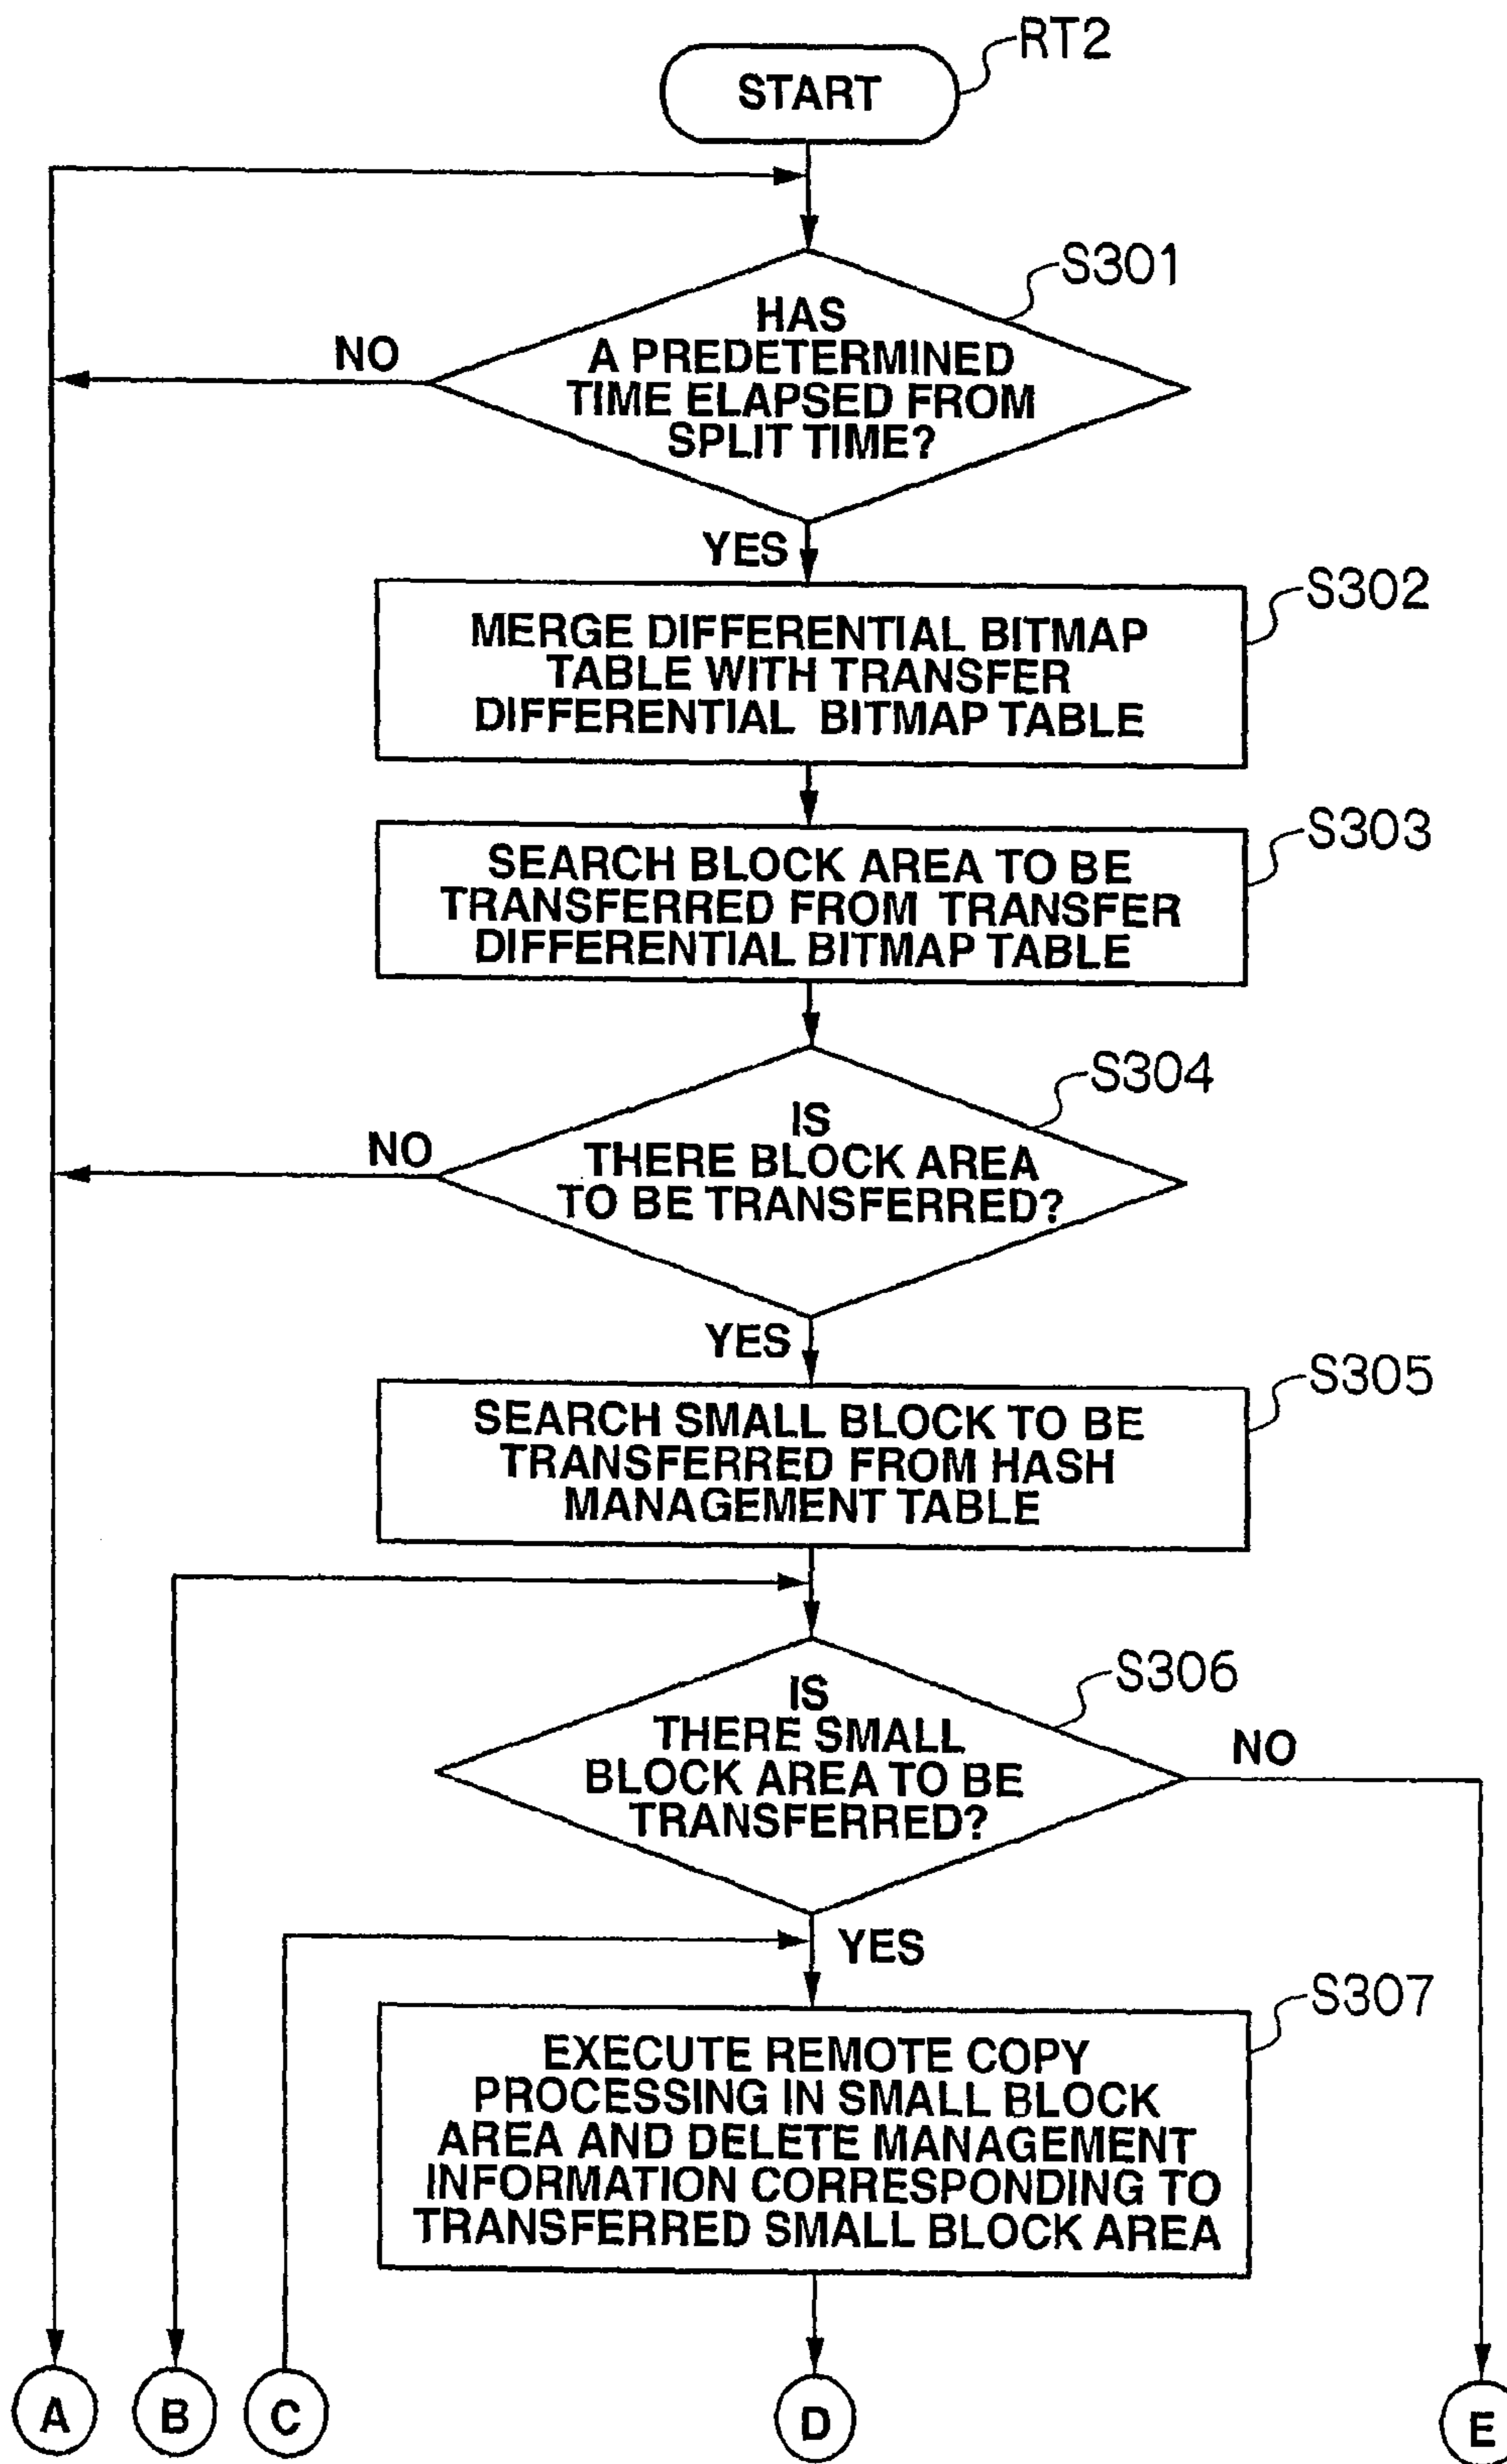 RT2
START
S301
HAS
A PREDETERMINED
TIME ELAPSED FROM
SPLIT TIME?
NO
YES
S302
MERGE DIFFERENTIAL BITMAP
TABLE WITH TRANSFER
DIFFERENTIAL BITMAP TABLE
S303
SEARCH BLOCK AREA TO BE
TRANSFERRED FROM TRANSFER
DIFFERENTIAL BITMAP TABLE
S304
IS
THERE BLOCK AREA
TO BE TRANSFERRED?
NO
YES
S305
SEARCH SMALL BLOCK TO BE
TRANSFERRED FROM HASH
MANAGEMENT TABLE
S306
IS
THERE SMALL
BLOCK AREA TO BE
TRANSFERRED?
NO
YES
S307
EXECUTE REMOTE COPY
PROCESSING IN SMALL BLOCK
AREA AND DELETE MANAGEMENT
INFORMATION CORRESPONDING TO
TRANSFERRED SMALL BLOCK AREA
A
B
C
D
E